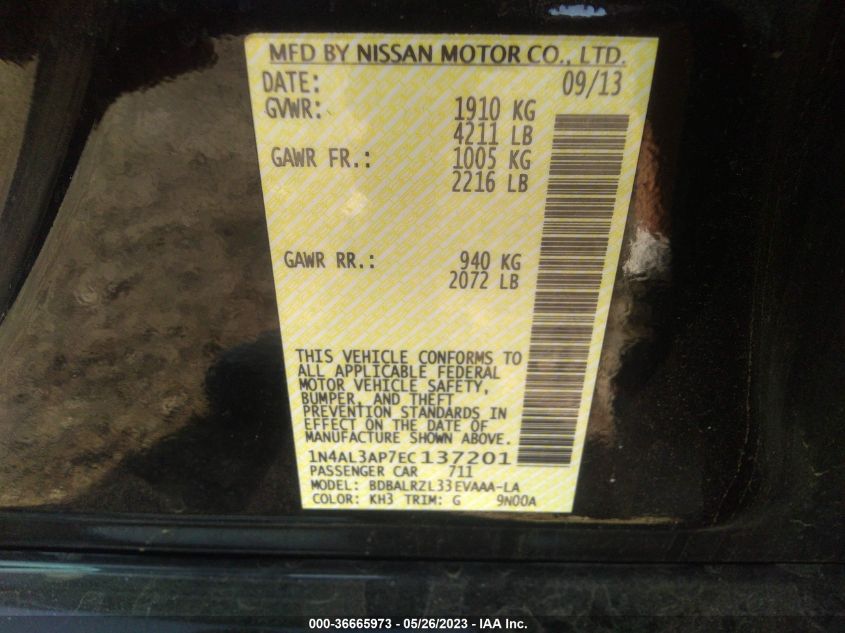 MFD BY NISSAN MOTOR CO., LTD.
DATE: 09/13
GVWR: 1910 KG
4211 LB
GAWR FR.: 1005 KG
2216 LB
GAWR RR.: 940 KG
2072 LB
THIS VEHICLE CONFORMS TO
ALL APPLICABLE FEDERAL
MOTOR VEHICLE SAFETY,
BUMPER, AND THEFT
PREVENTION STANDARDS IN
EFFECT ON THE DATE OF
MANUFACTURE SHOWN ABOVE.
1N4AL3AP7EC137201
PASSENGER CAR 711
MODEL: BDBALRZL33EVAAA-LA
COLOR: KH3 TRIM: G 9N00A
000-36665973 - 05/26/2023 - IAA Inc.